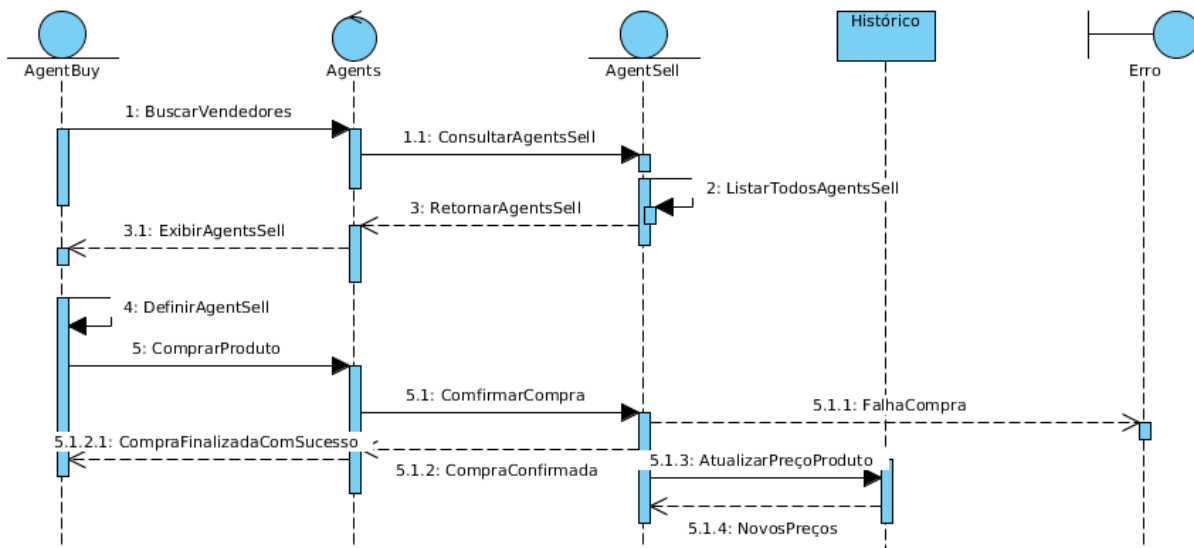 Histórico
AgentBuy
Agents
AgentSell
Erro
1: BuscarVendedores
1.1: ConsultarAgentsSell
2: ListarTodosAgentsSell
3: RetornarAgentsSell
3.1: ExibirAgentsSell
4: DefinirAgentSell
5: ComprarProduto
5.1: ComfirmarCompra
5.1.1: FalhaCompra
5.1.2.1: CompraFinalizadaComSucesso
5.1.2: CompraConfirmada
5.1.3: AtualizarPreçoProduto
5.1.4: NovosPreços